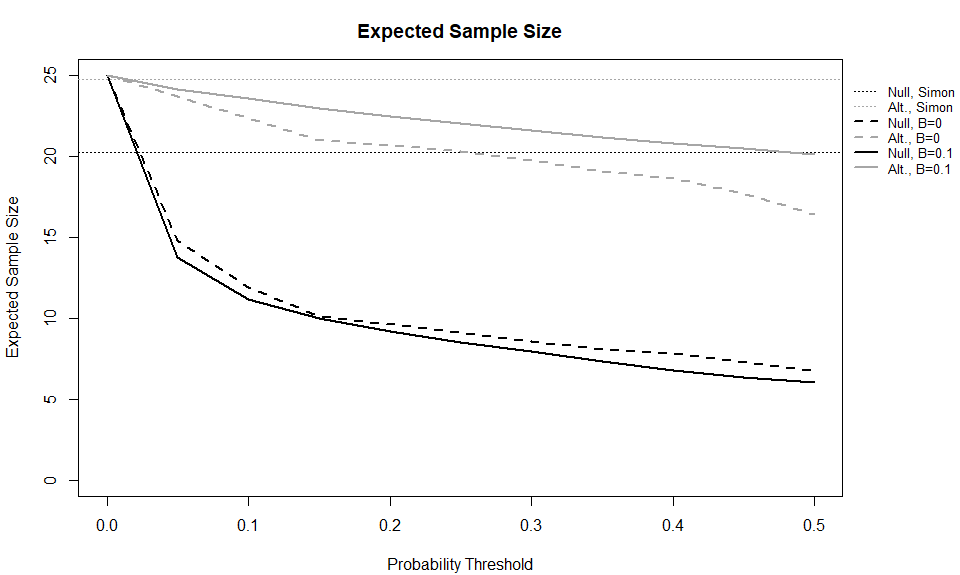 Expected Sample Size
Expected Sample Size
25
20
15
10
5
0
0.0 0.1 0.2 0.3 0.4 0.5
Probability Threshold
Null, Simon
Alt., Simon
Null, B=0
Alt., B=0
Null, B=0.1
Alt., B=0.1